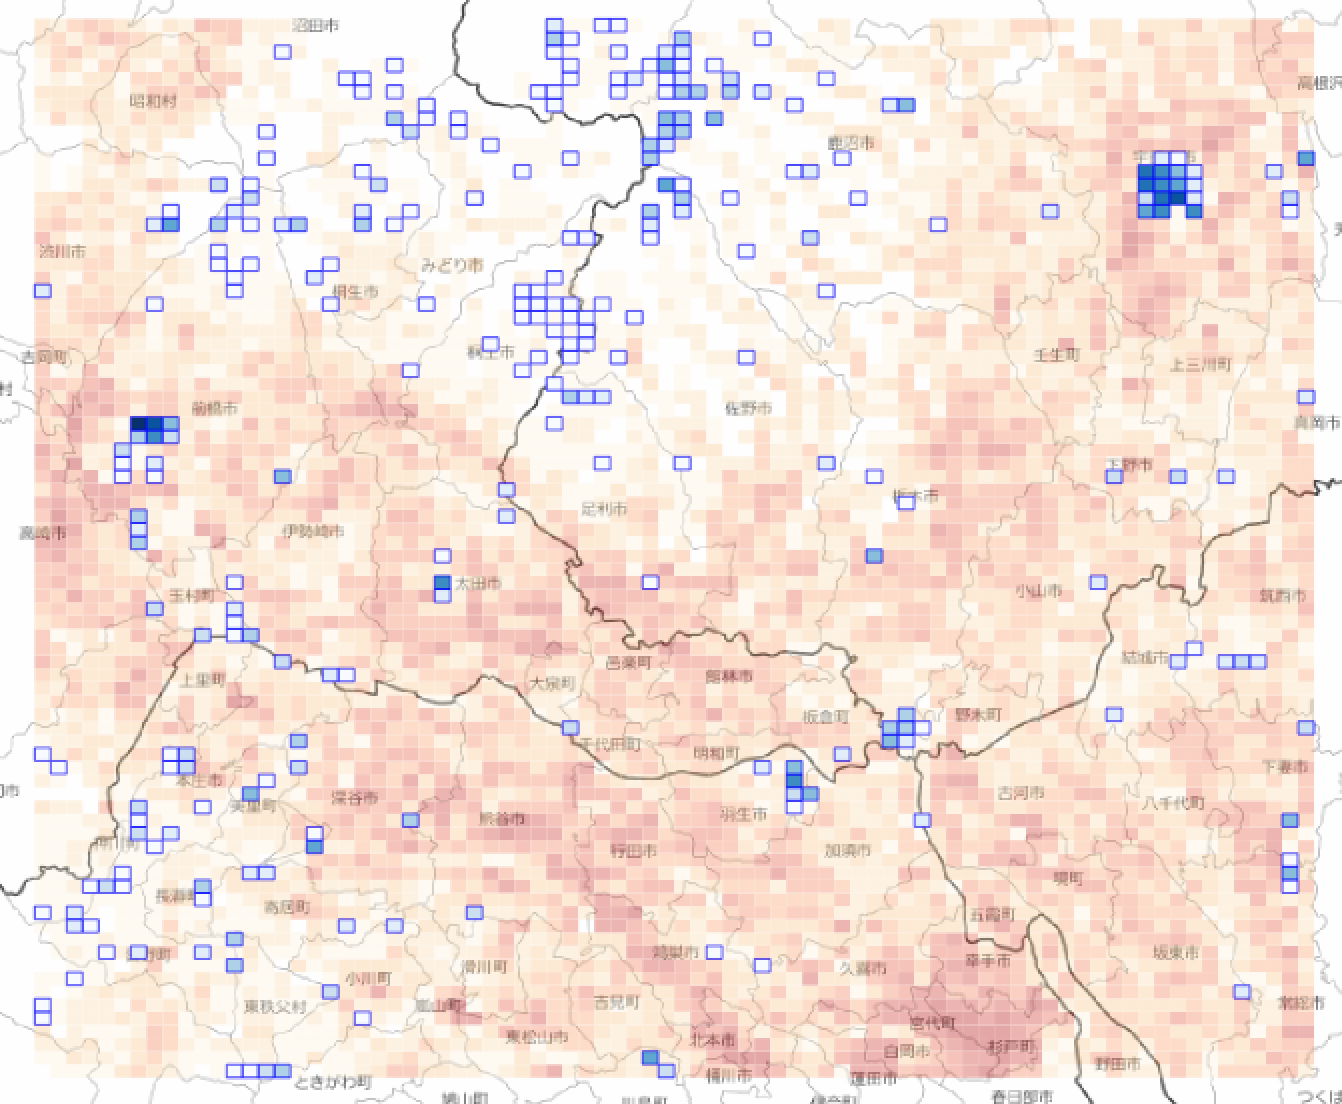 沼田市
昭和村
高根沢
鹿沼市
渋川市
みどり市
桐生市
吉岡町
桐生市
壬生町
上三川町
村
前橋市
佐野市
真岡市
下野市
栃木市
高崎市
伊勢崎市
足利市
玉村町
太田市
小山市
筑西市
結城市
上里町
邑楽町
館林市
大泉町
板倉町
野木町
千代田町
明和町
下妻市
本庄市
美里町
深谷市
熊谷市
羽生市
古河市
八千代町
神川町
行田市
加須市
境町
長瀞町
寄居町
五霞町
鴻巣市
坂東市
久喜市
幸手市
滑川町
小川町
東秩父村
嵐山町
吉見町
常総市
東松山市
宮代町
北本市
白岡市
杉戸町
野田市
ときがわ町
桶川市
蓮田市
春日部市
つくば
鳩山町
川島町
伊奈町